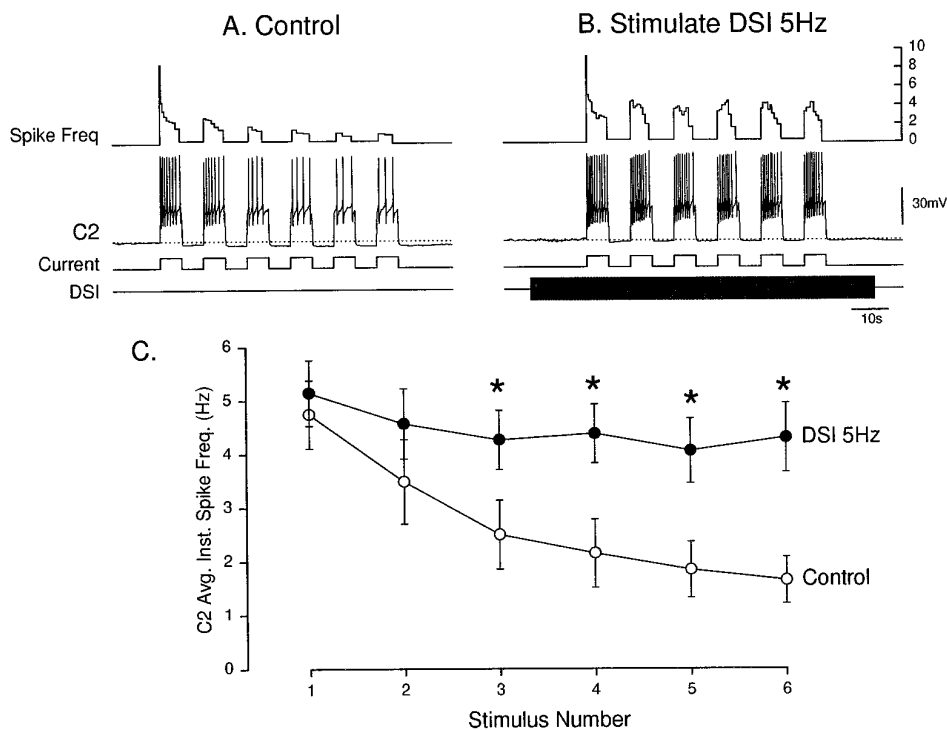 A. Control
B. Stimulate DSI 5Hz
10
8
6
4
2
0
Spike Freq
30mV
C2
Current
DSI
10s
C.
6
5
4
3
2
1
0
C2 Avg. Inst. Spike Freq. (Hz)
* * * *
DSI 5Hz
Control
1 2 3 4 5 6
Stimulus Number